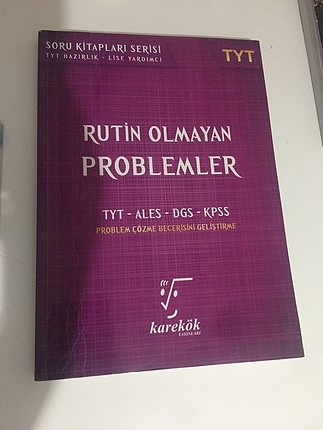 SORU KİTAPLARI SERİSİ
TYT HAZIRLIK - LİSE YARDIMCI
TYT
RUTİN OLMAYAN
PROBLEMLER
TYT - ALES - DGS - KPSS
PROBLEM ÇÖZME BECERİSİNİ GELİŞTİRME
karekök
YAYINLARI